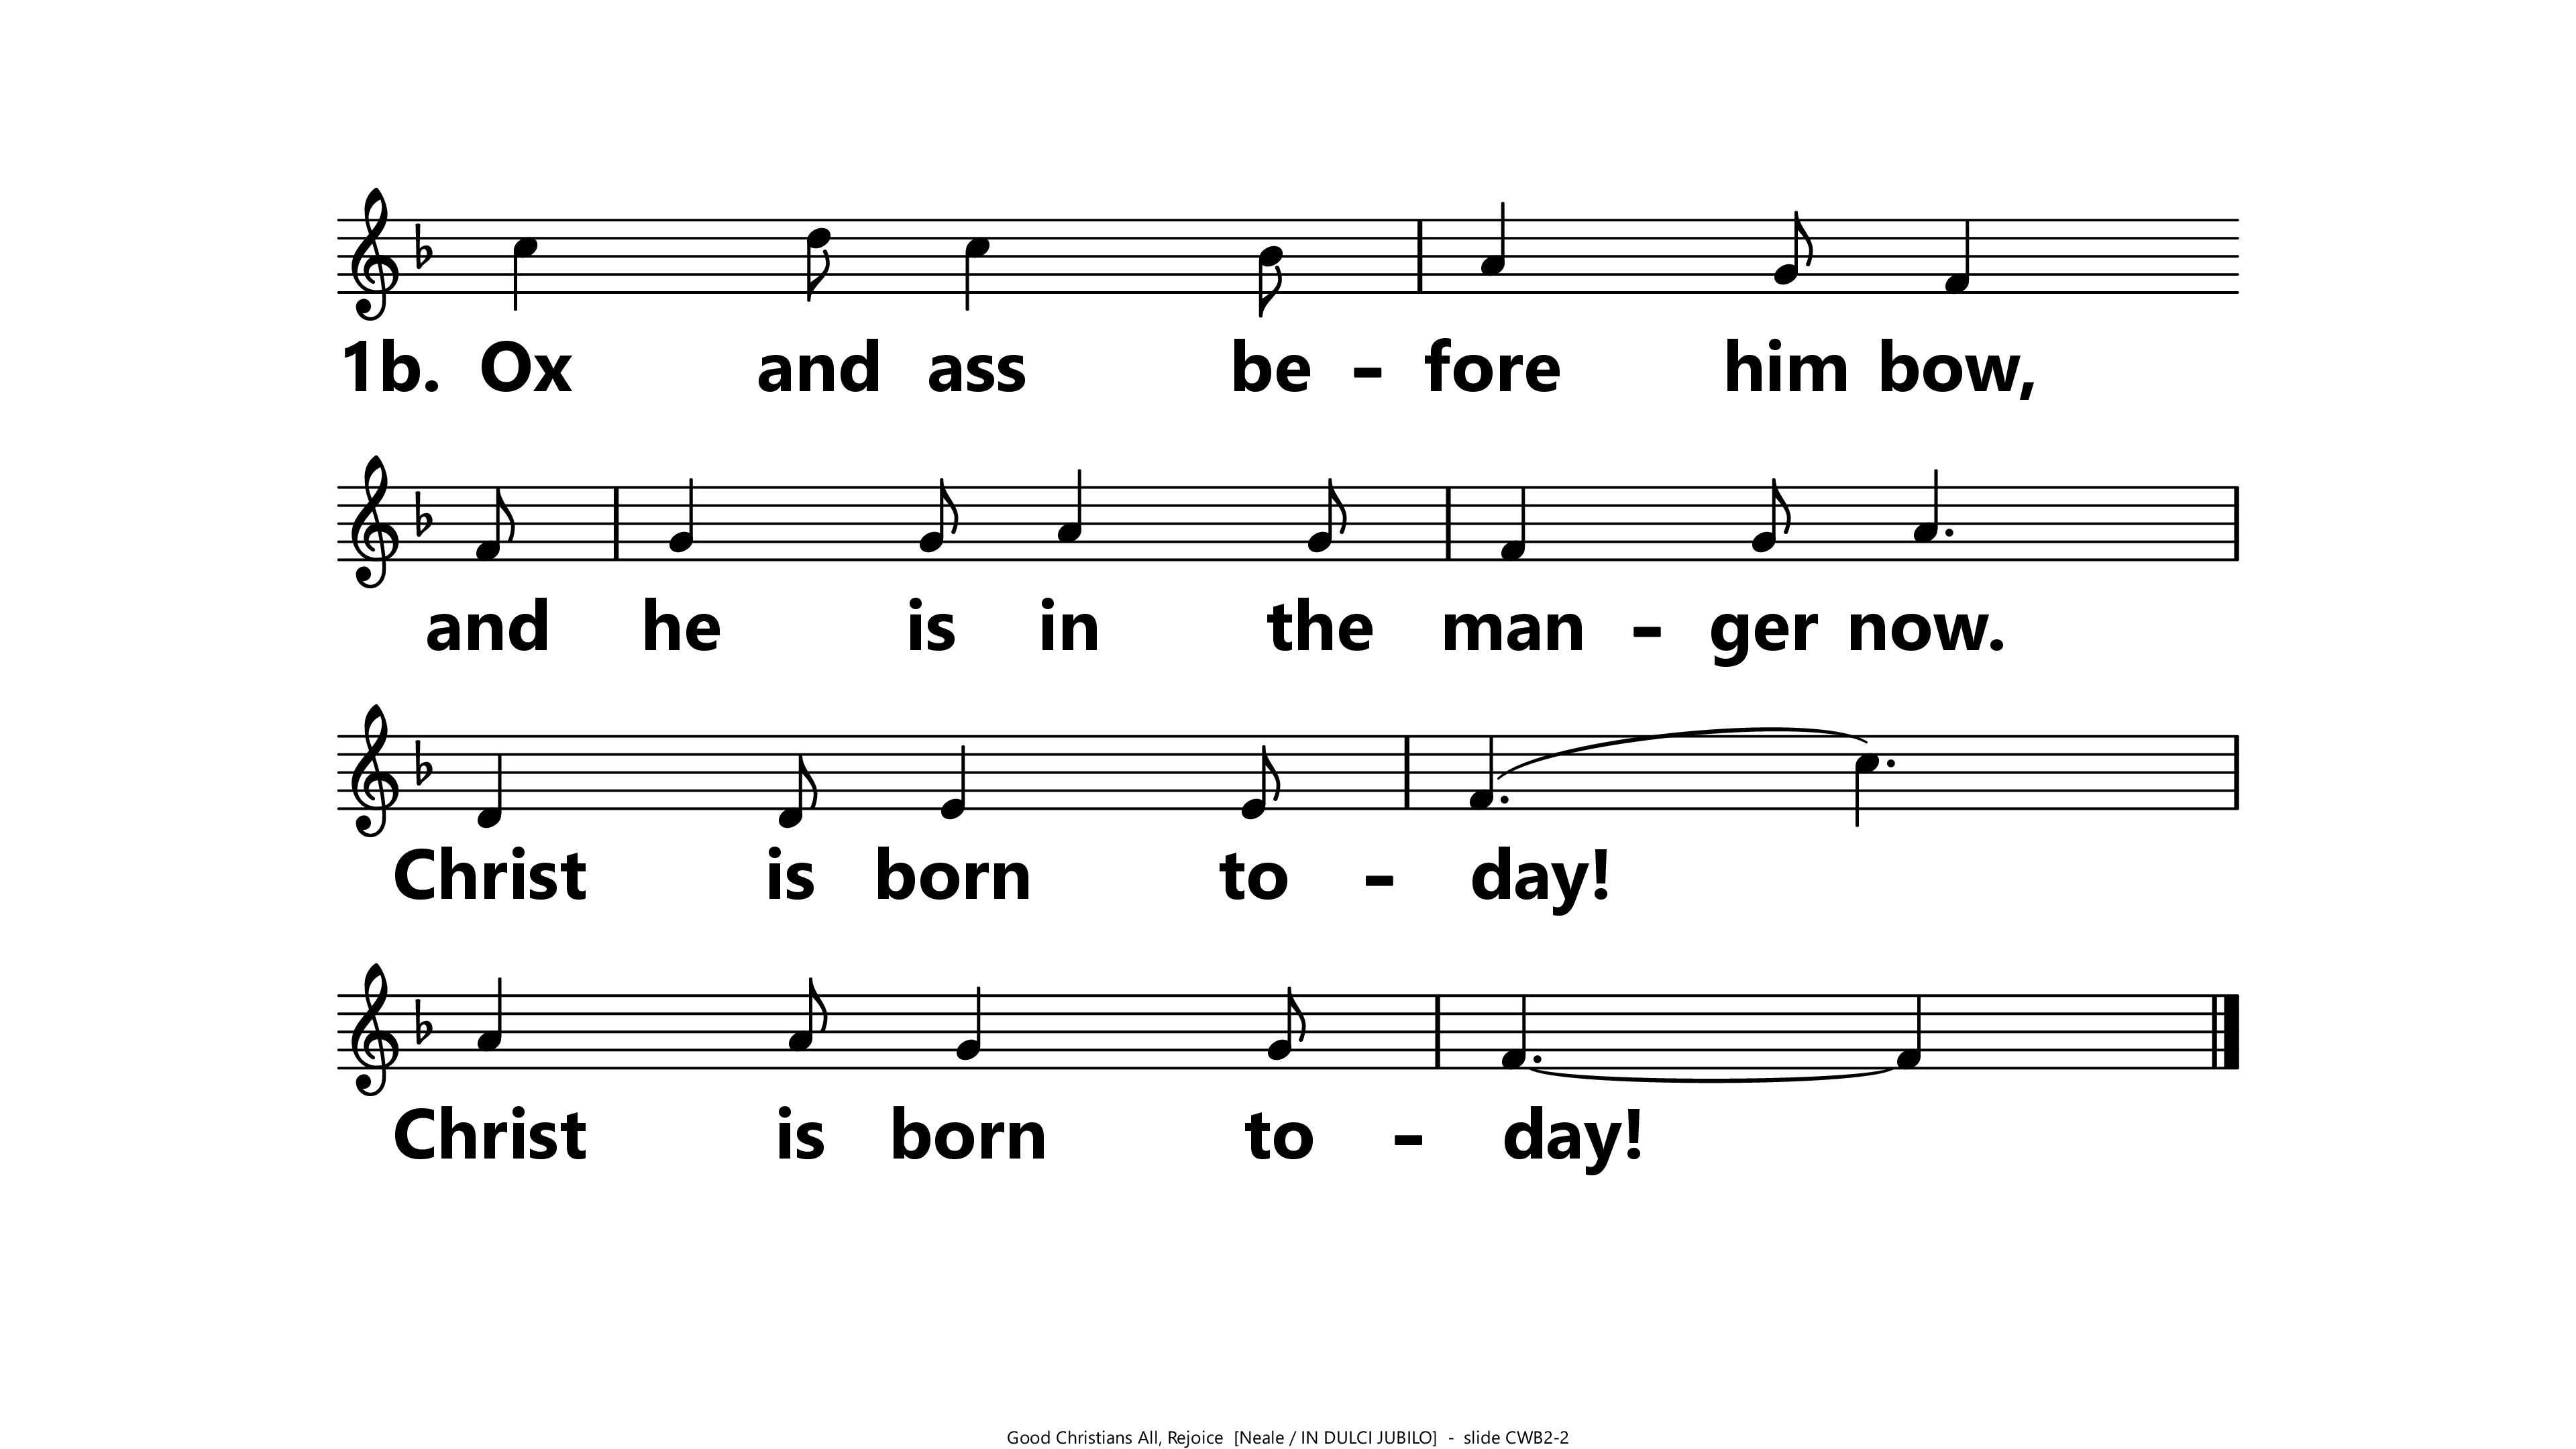 1b. Ox and ass be - fore him bow,
and he is in the man - ger now.
Christ is born to - day!
Christ is born to - day!
Good Christians All, Rejoice [Neale / IN DULCI JUBILO] - slide CWB2-2